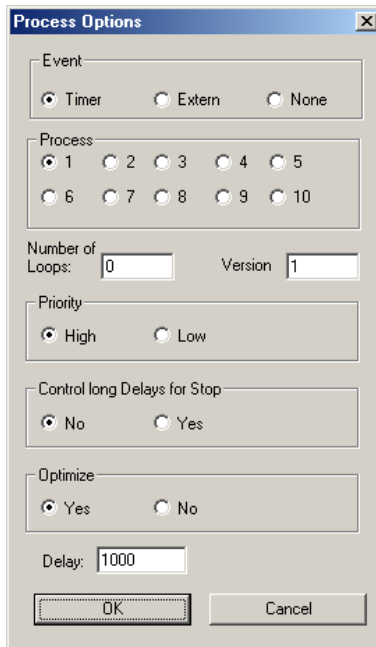 Process Options
Event
Timer Extern None
Process
1 2 3 4 5
6 7 8 9 10
Number of
Loops: 0 Version 1
Priority
High Low
Control long Delays for Stop
No Yes
Optimize
Yes No
Delay: 1000
OK Cancel